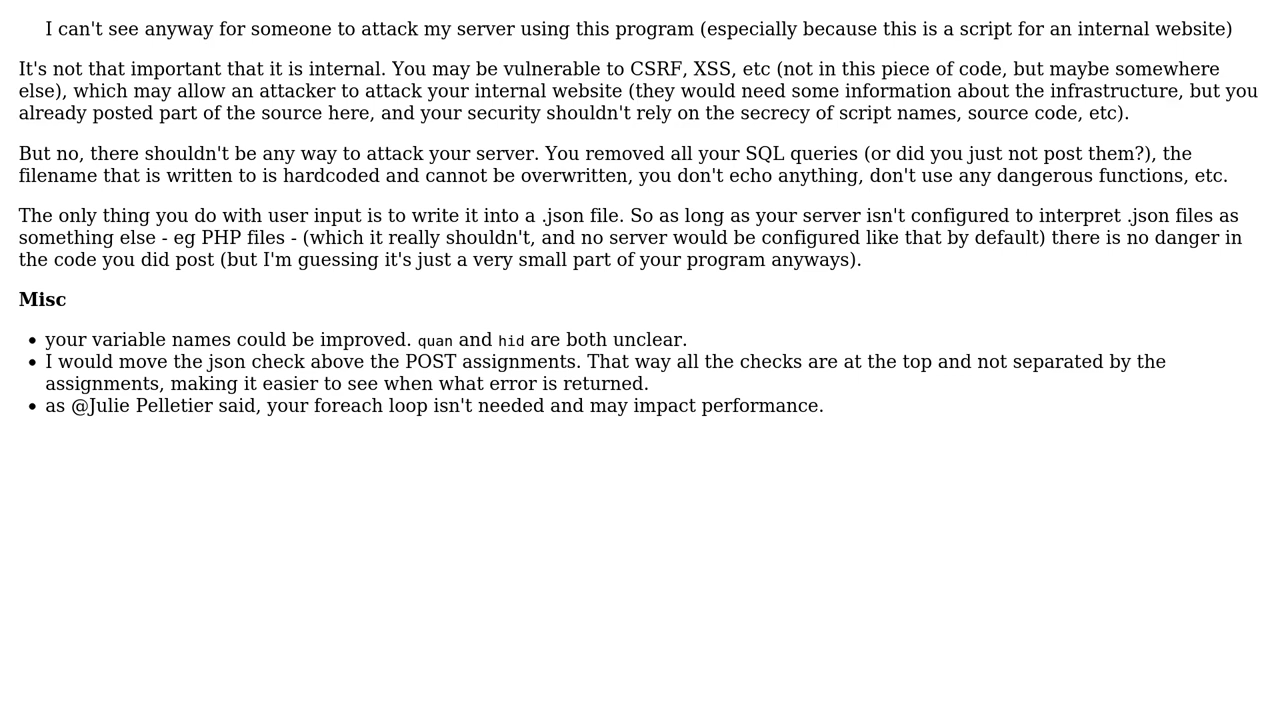 I can't see anyway for someone to attack my server using this program (especially because this is a script for an internal website)
It's not that important that it is internal. You may be vulnerable to CSRF, XSS, etc (not in this piece of code, but maybe somewhere
else), which may allow an attacker to attack your internal website (they would need some information about the infrastructure, but you
already posted part of the source here, and your security shouldn't rely on the secrecy of script names, source code, etc).
But no, there shouldn't be any way to attack your server. You removed all your SQL queries (or did you just not post them?), the
filename that is written to is hardcoded and cannot be overwritten, you don't echo anything, don't use any dangerous functions, etc.
The only thing you do with user input is to write it into a .json file. So as long as your server isn't configured to interpret .json files as
something else - eg PHP files - (which it really shouldn't, and no server would be configured like that by default) there is no danger in
the code you did post (but I'm guessing it's just a very small part of your program anyways).
Misc
• your variable names could be improved. quan and hid are both unclear.
• I would move the json check above the POST assignments. That way all the checks are at the top and not separated by the
assignments, making it easier to see when what error is returned.
• as @Julie Pelletier said, your foreach loop isn't needed and may impact performance.